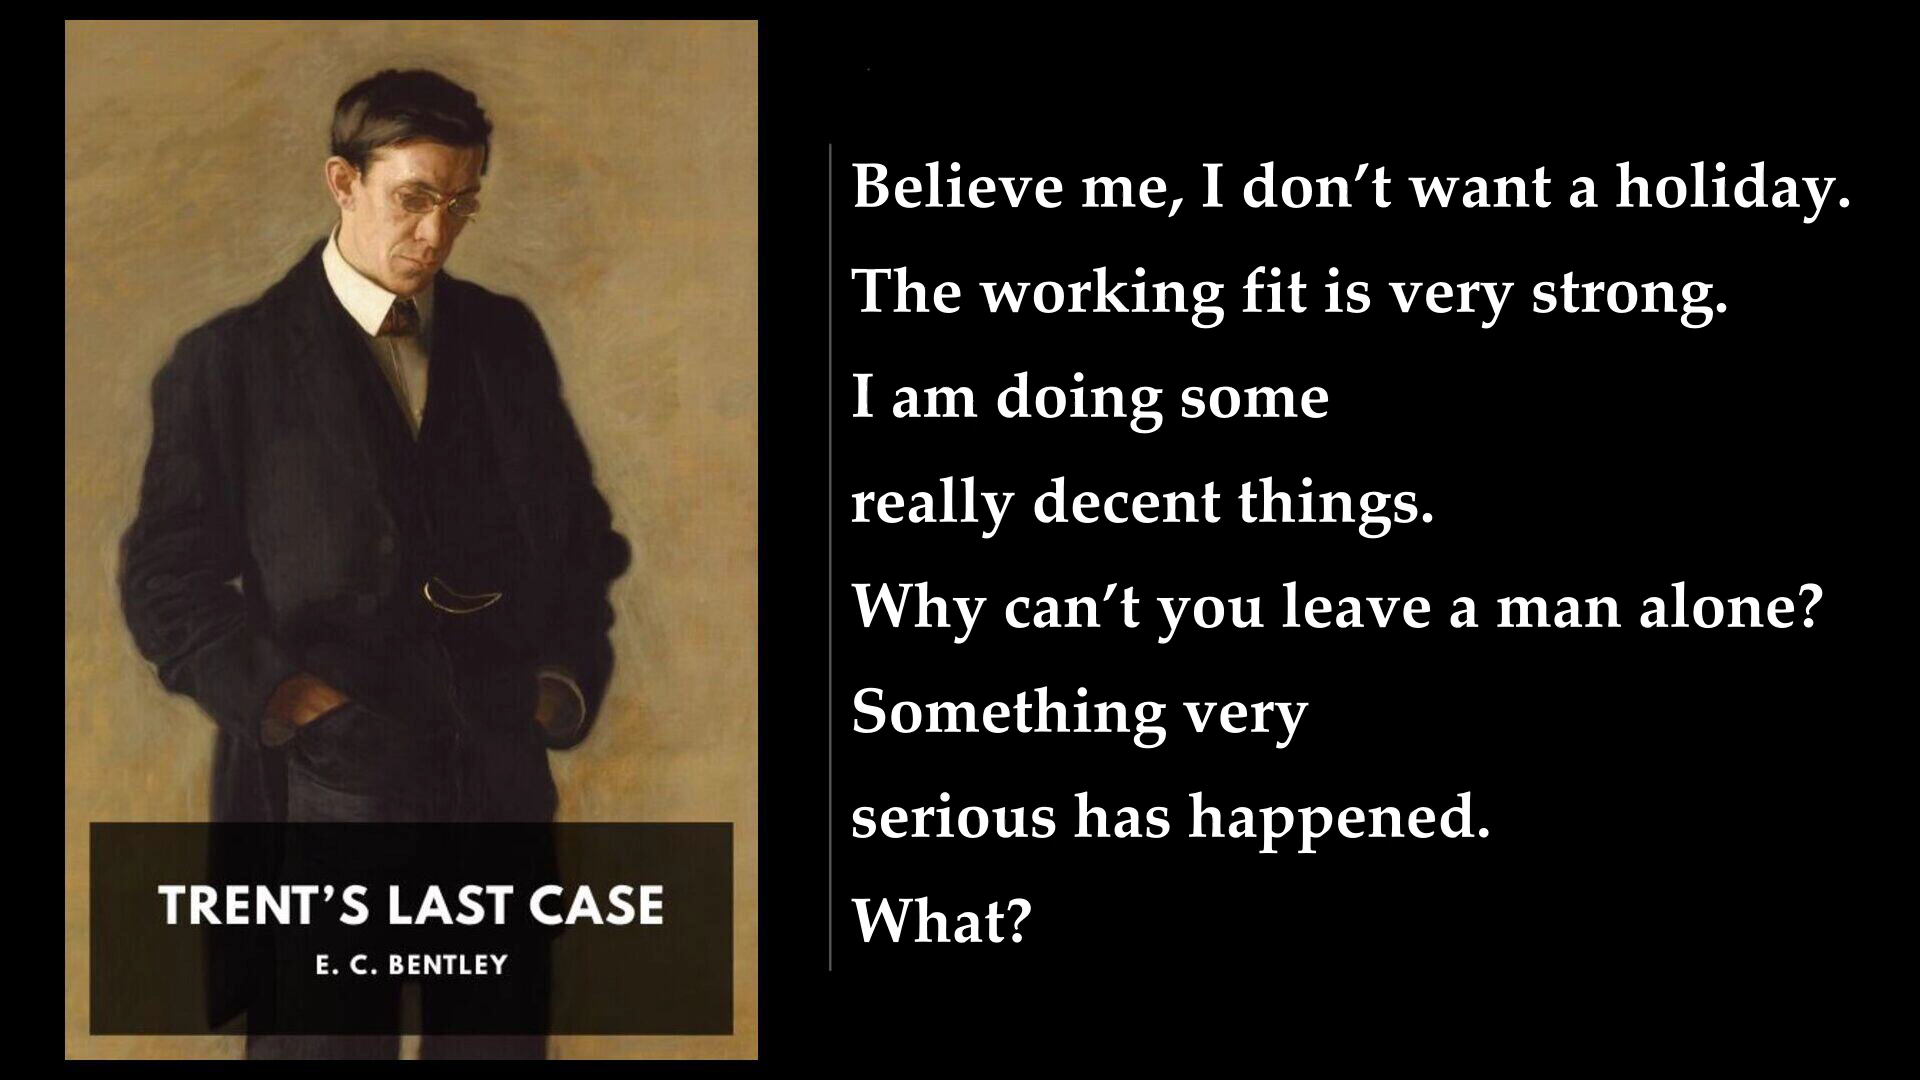 TRENT’S LAST CASE
E. C. BENTLEY
Believe me, I don’t want a holiday.
The working fit is very strong.
I am doing some
really decent things.
Why can’t you leave a man alone?
Something very
serious has happened.
What?